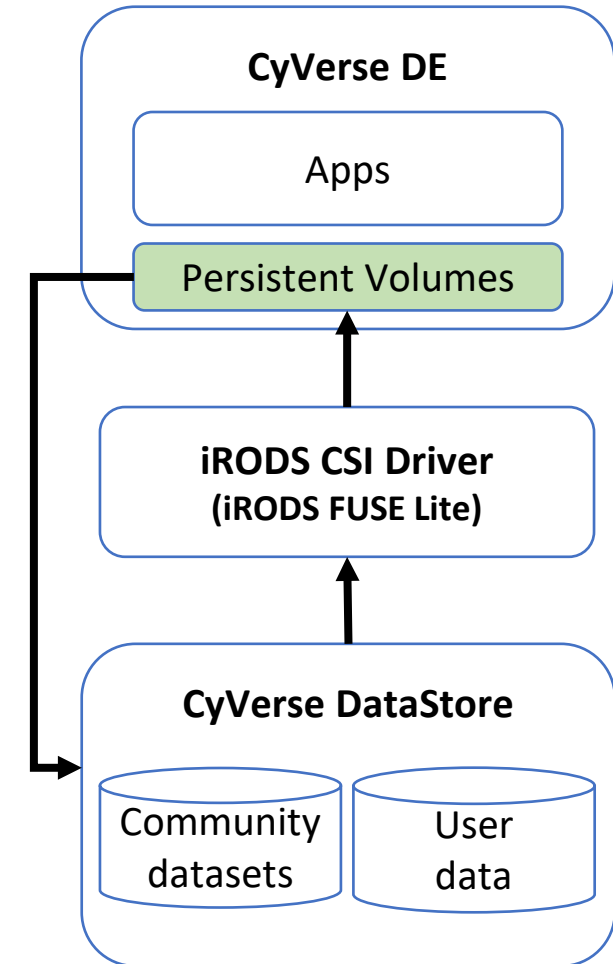 CyVerse DE
Apps
Persistent Volumes
iRODS CSI Driver
(iRODS FUSE Lite)
CyVerse DataStore
Community
datasets
User
data